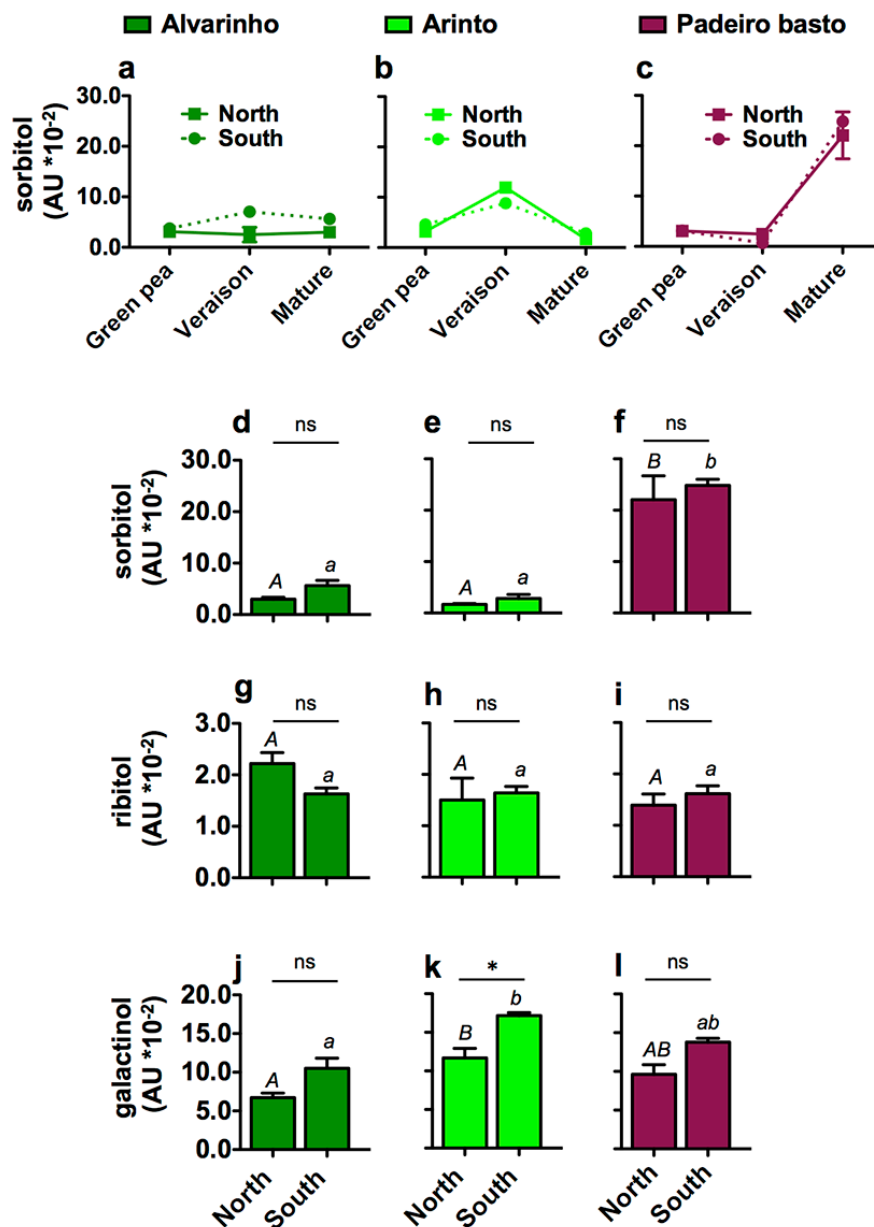 Alvarinho Arinto Padeiro basto
a b c
sorbitol
(AU *10-2)
30.0
20.0
10.0
0.0
North
South
North
South
North
South
Green pea Veraison Mature Green pea Veraison Mature Green pea Veraison Mature
d e f
ns ns ns
sorbitol
(AU *10-2)
30.0
20.0
10.0
0.0
A a A a B b
g h i
ns ns ns
ribitol
(AU *10-2)
3.0
2.0
1.0
0.0
A a A a A a
j k l
ns * ns
galactinol
(AU *10-2)
20.0
15.0
10.0
5.0
0.0
A a B b AB ab
North South North South North South